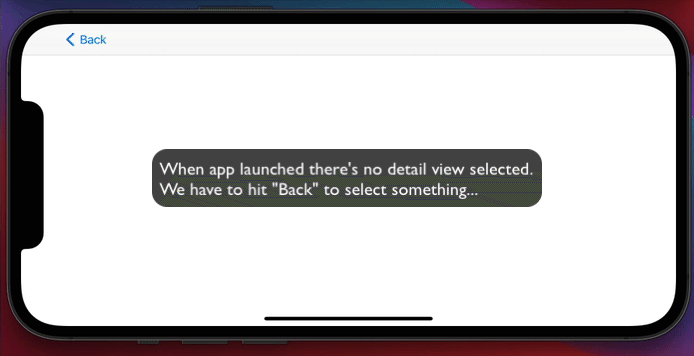 Back
When app launched there's no detail view selected.
We have to hit "Back" to select something...